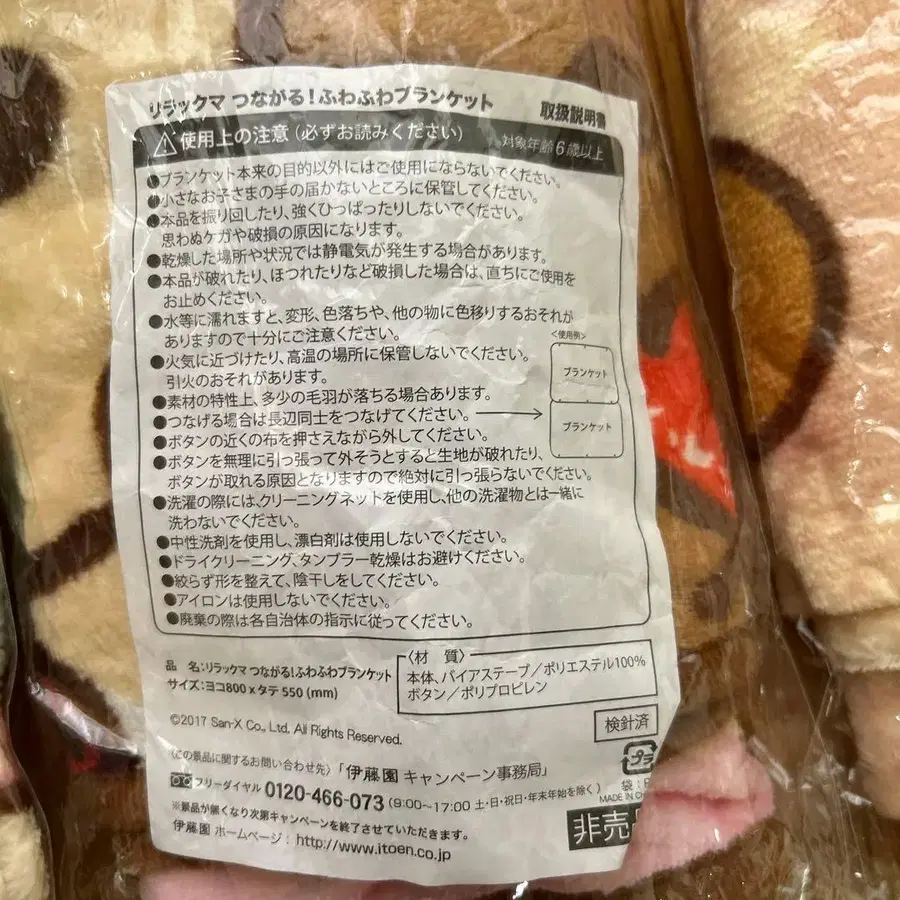 リラックマ つながる!ふわふわブランケット 取扱説明書
⚠使用上の注意(必ずお読みください) 対象年齢6歳以上
●ブランケット本来の目的以外にはご使用にならないでください。
●小さなお子さまの手の届かないところに保管してください。
●本品を振り回したり、強くひっぱったりしないでください。
思わぬケガや破損の原因になります。
●乾燥した場所や状況では静電気が発生する場合があります。
●本品が破れたり、ほつれたりなど破損した場合は、直ちにご使用を
お止めください。
●水等に濡れますと、変形、色落ちや、他の物に色移りするおそれが
ありますので十分にご注意ください。
●火気に近づけたり、高温の場所に保管しないでください。
引火のおそれがあります。
●素材の特性上、多少の毛羽が落ちる場合あります。
●つなげる場合は長辺同士をつなげてください。
<使用例>
ブランケット
ブランケット
●ボタンの近くの布を押さえながら外してください。
●ボタンを無理に引っ張って外そうとすると生地が破れたり、
ボタンが取れる原因となりますので絶対に引っ張らないでください。
●洗濯の際には、クリーニングネットを使用し、他の洗濯物とは一緒に
洗わないでください。
●中性洗剤を使用し、漂白剤は使用しないでください。
●ドライクリーニング、タンブラー乾燥はお避けください。
●絞らず形を整えて、陰干しをしてください。
●アイロンは使用しないでください。
●廃棄の際は各自治体の指示に従ってください。
品 名:リラックマ つながる!ふわふわブランケット
サイズ:ヨコ800 x タテ 550 (mm)
〈材 質〉
本体、バイアステープ/ポリエステル100%
ボタン/ポリプロピレン
©2017 San-X Co., Ltd. All Rights Reserved.
検針済
プラ
袋:
MADE IN
〈この景品に関するお問い合わせ先〉「伊藤園 キャンペーン事務局」
フリーダイヤル 0120-466-073 (9:00~17:00 土・日・祝日・年末年始を除く)
※景品が無くなり次第キャンペーンを終了させていただきます。
伊藤園 ホームページ:http://www.itoen.co.jp
非売